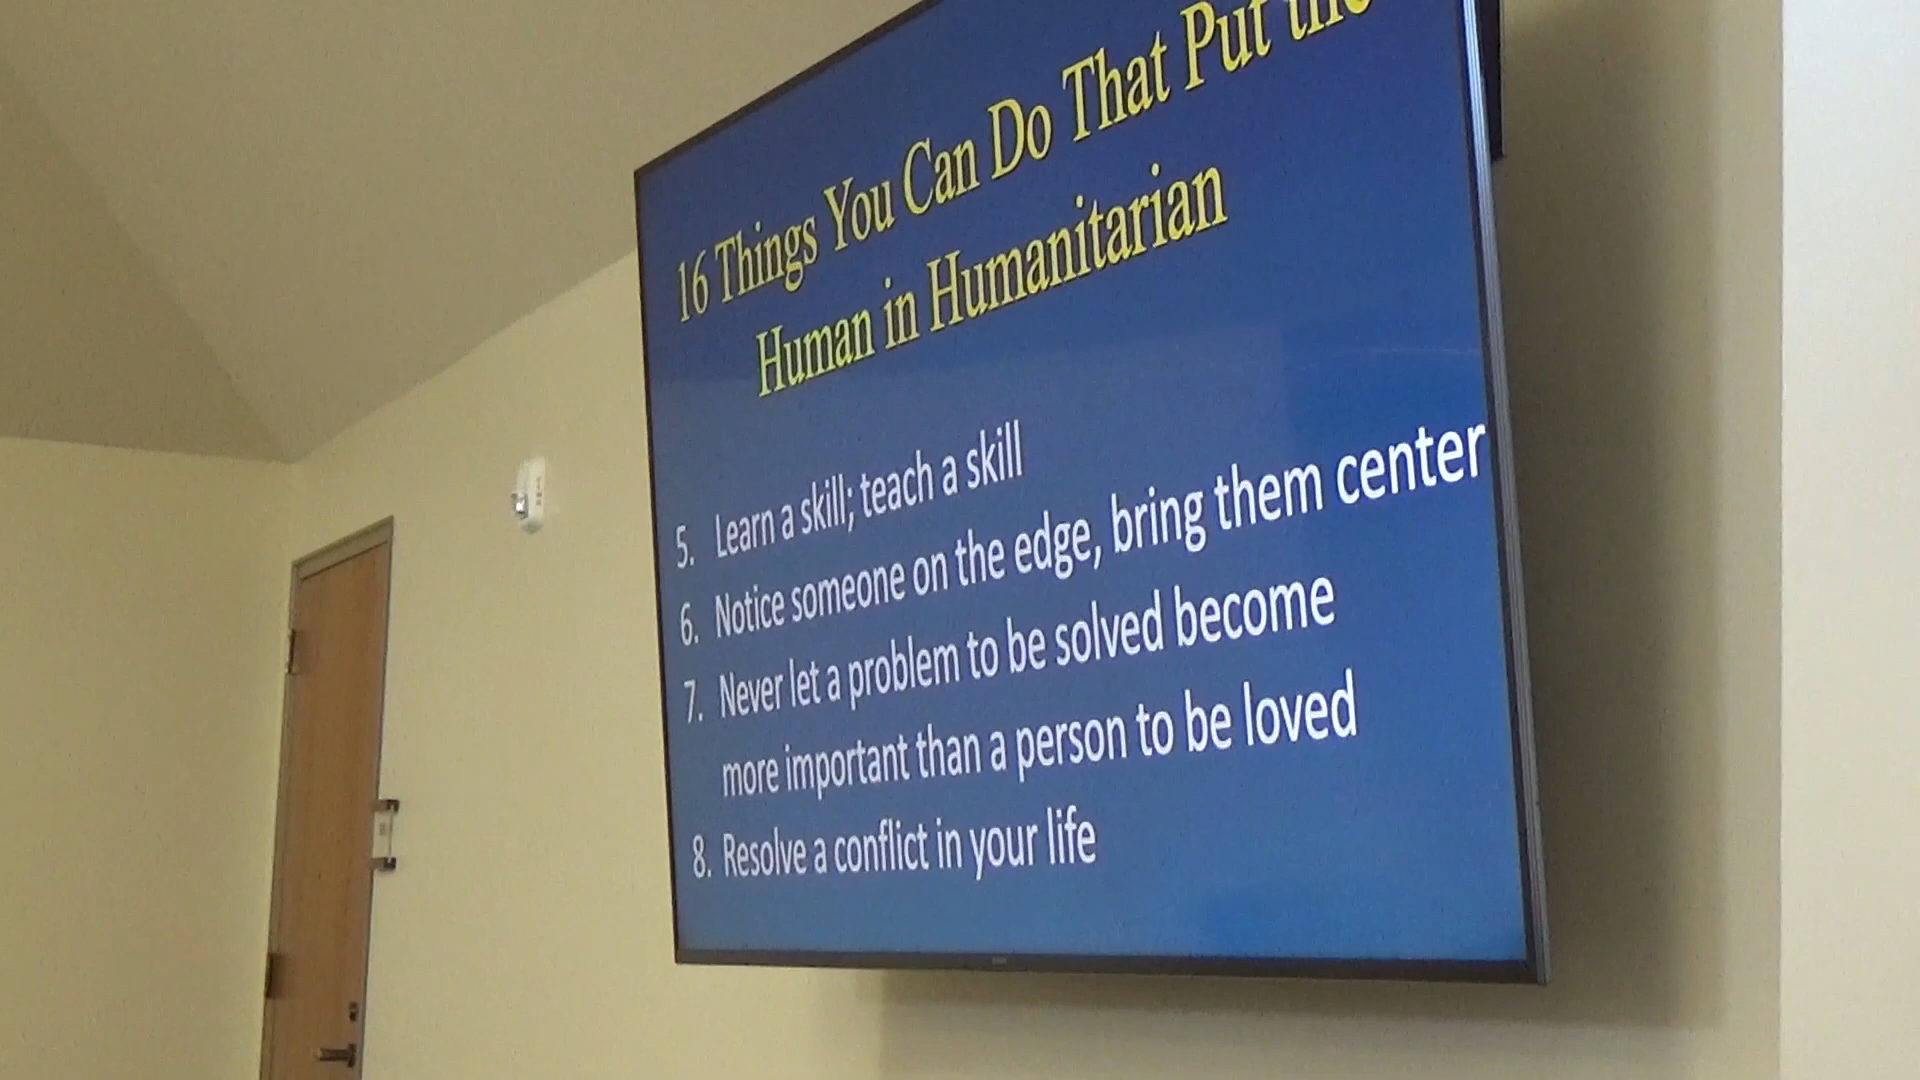 16 Things You Can Do That Put the
Human in Humanitarian
5. Learn a skill; teach a skill
6. Notice someone on the edge, bring them center
7. Never let a problem to be solved become
more important than a person to be loved
8. Resolve a conflict in your life